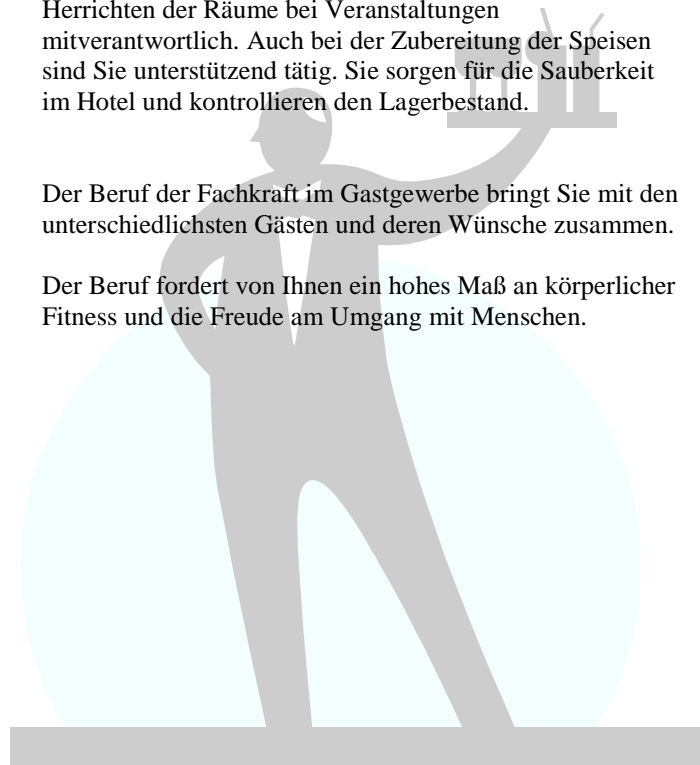 Herrichten der Räume bei Veranstaltungen
mitverantwortlich. Auch bei der Zubereitung der Speisen
sind Sie unterstützend tätig. Sie sorgen für die Sauberkeit
im Hotel und kontrollieren den Lagerbestand.
Der Beruf der Fachkraft im Gastgewerbe bringt Sie mit den
unterschiedlichsten Gästen und deren Wünsche zusammen.
Der Beruf fordert von Ihnen ein hohes Maß an körperlicher
Fitness und die Freude am Umgang mit Menschen.